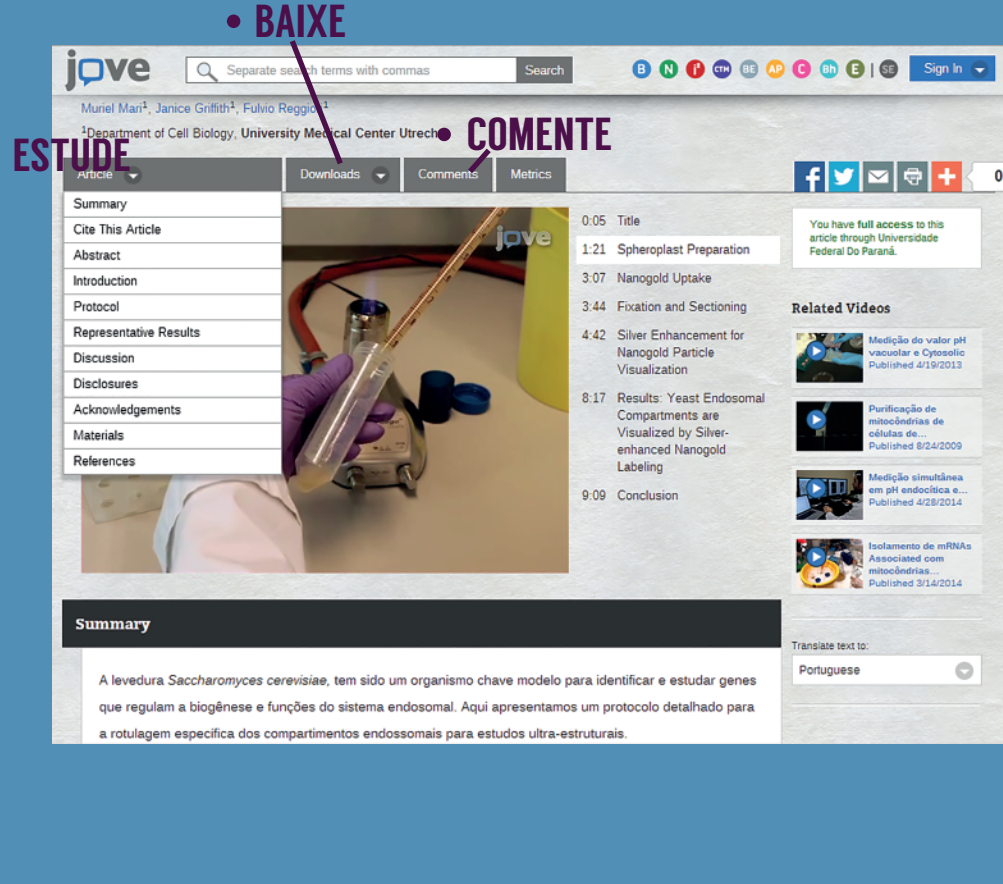 • BAIXE
jove
Separate search terms with commas
Search
B N i² CTM BE AP C Bh E | SE
Sign In
Muriel Mari¹, Janice Griffith¹, Fulvio Reggiori¹
¹Department of Cell Biology, University Medical Center Utrecht
• COMENTE
ESTUDE
Article
Downloads
Comments
Metrics
0
Summary
Cite This Article
Abstract
Introduction
Protocol
Representative Results
Discussion
Disclosures
Acknowledgements
Materials
References
jove
0:05 Title
1:21 Spheroplast Preparation
3:07 Nanogold Uptake
3:44 Fixation and Sectioning
4:42 Silver Enhancement for
Nanogold Particle
Visualization
8:17 Results: Yeast Endosomal
Compartments are
Visualized by Silver-
enhanced Nanogold
Labeling
9:09 Conclusion
You have full access to this
article through Universidade
Federal Do Paraná.
Related Videos
Medição do valor pH
vacuolar e Cytosolic
Published 4/19/2013
Purificação de
mitocôndrias de
células de...
Published 8/24/2009
Medição simultânea
em pH endocítica e...
Published 4/28/2014
Isolamento de mRNAs
Associated com
mitocôndrias...
Published 3/14/2014
Translate text to:
Portuguese
Summary
A levedura Saccharomyces cerevisiae, tem sido um organismo chave modelo para identificar e estudar genes
que regulam a biogênese e funções do sistema endosomal. Aqui apresentamos um protocolo detalhado para
a rotulagem especifica dos compartimentos endossomais para estudos ultra-estruturais.